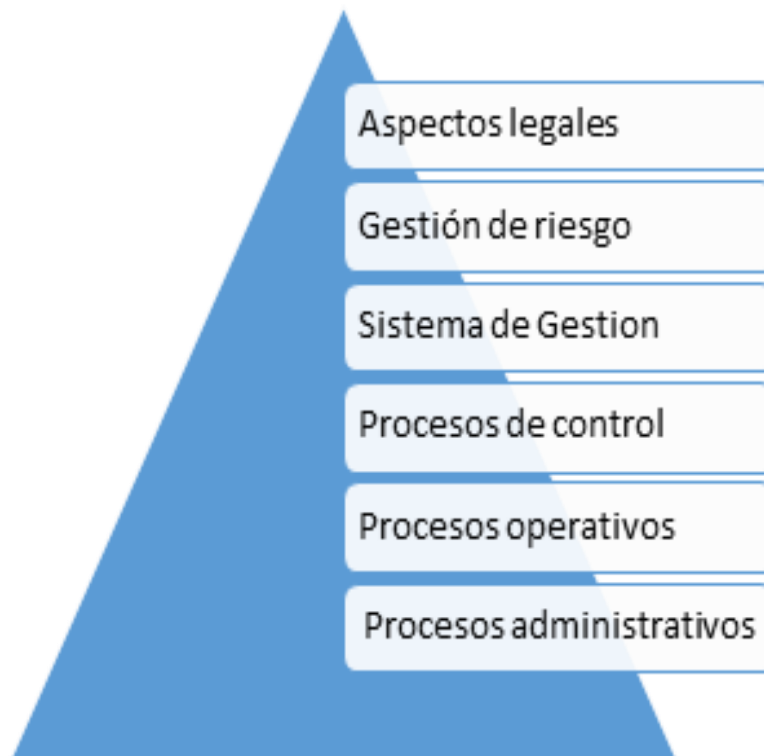 Aspectos legales
Gestión de riesgo
Sistema de Gestion
Procesos de control
Procesos operativos
Procesos administrativos